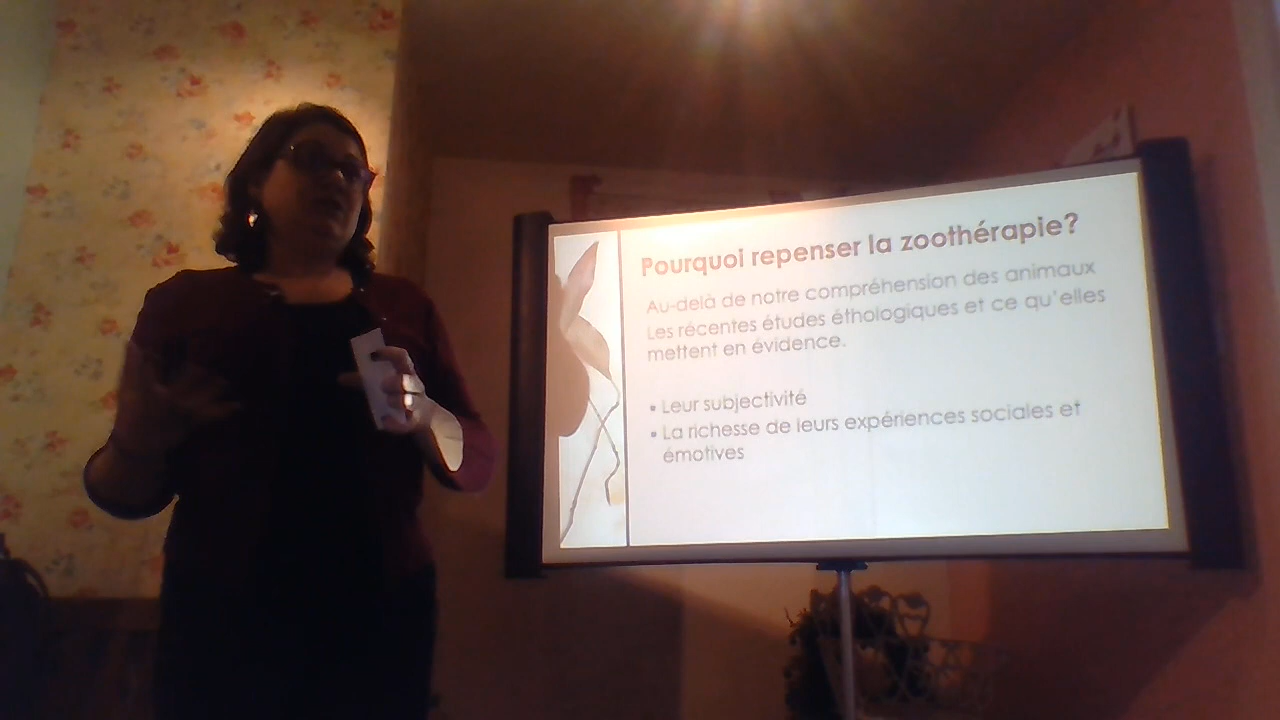 Pourquoi repenser la zoothérapie?
Au-delà de notre compréhension des animaux
Les récentes études éthologiques et ce qu'elles
mettent en évidence.
▪ Leur subjectivité
▪ La richesse de leurs expériences sociales et
émotives